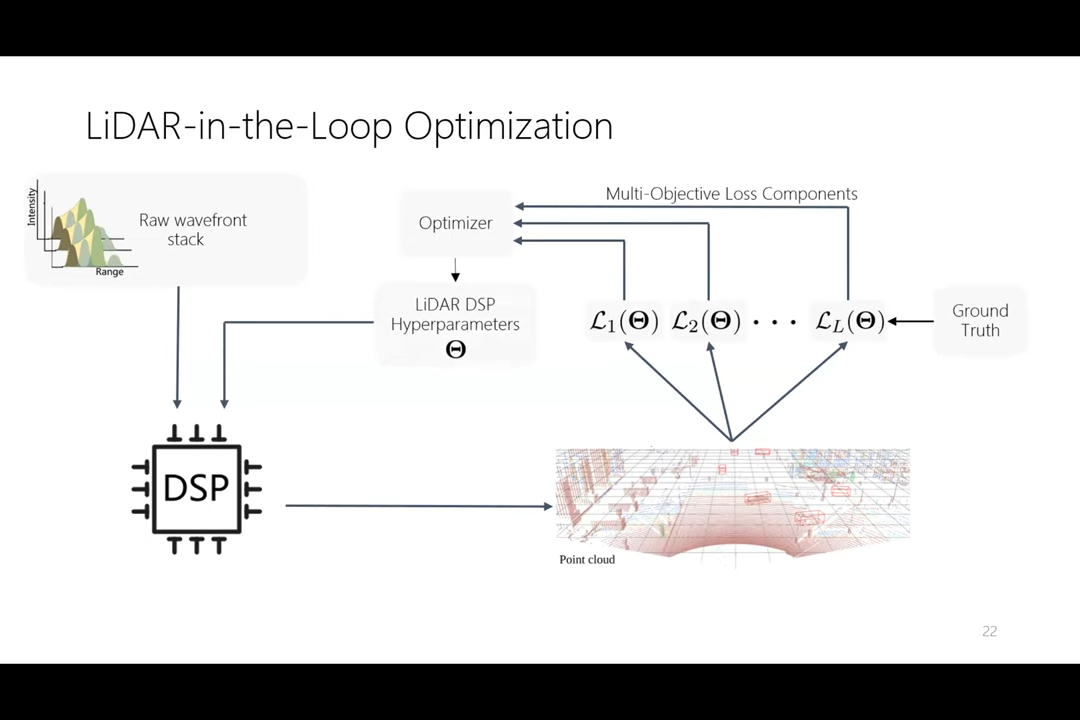 LiDAR-in-the-Loop Optimization
Intensity
Range
Raw wavefront
stack
Optimizer
Multi-Objective Loss Components
LiDAR DSP
Hyperparameters
Θ
ℒ₁(Θ) ℒ₂(Θ) · · · ℒ_L(Θ)
Ground
Truth
DSP
Point cloud
22